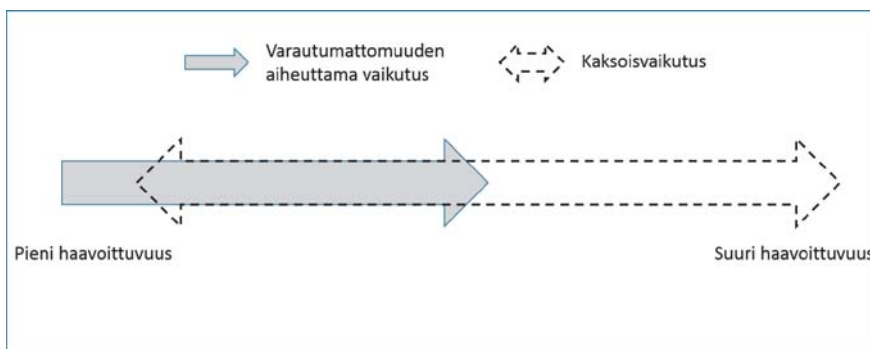 Varautumattomuuden
aiheuttama vaikutus
Kaksoisvaikutus
Pieni haavoittuvuus
Suuri haavoittuvuus